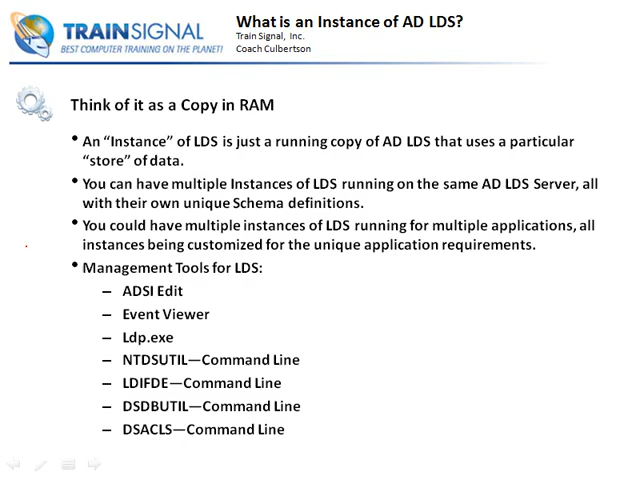 TRAINSIGNAL
BEST COMPUTER TRAINING ON THE PLANET!
What is an Instance of AD LDS?
Train Signal, Inc.
Coach Culbertson
Think of it as a Copy in RAM
• An “Instance” of LDS is just a running copy of AD LDS that uses a particular
“store” of data.
• You can have multiple Instances of LDS running on the same AD LDS Server, all
with their own unique Schema definitions.
• You could have multiple instances of LDS running for multiple applications, all
instances being customized for the unique application requirements.
• Management Tools for LDS:
– ADSI Edit
– Event Viewer
– Ldp.exe
– NTDSUTIL—Command Line
– LDIFDE—Command Line
– DSDBUTIL—Command Line
– DSACLS—Command Line